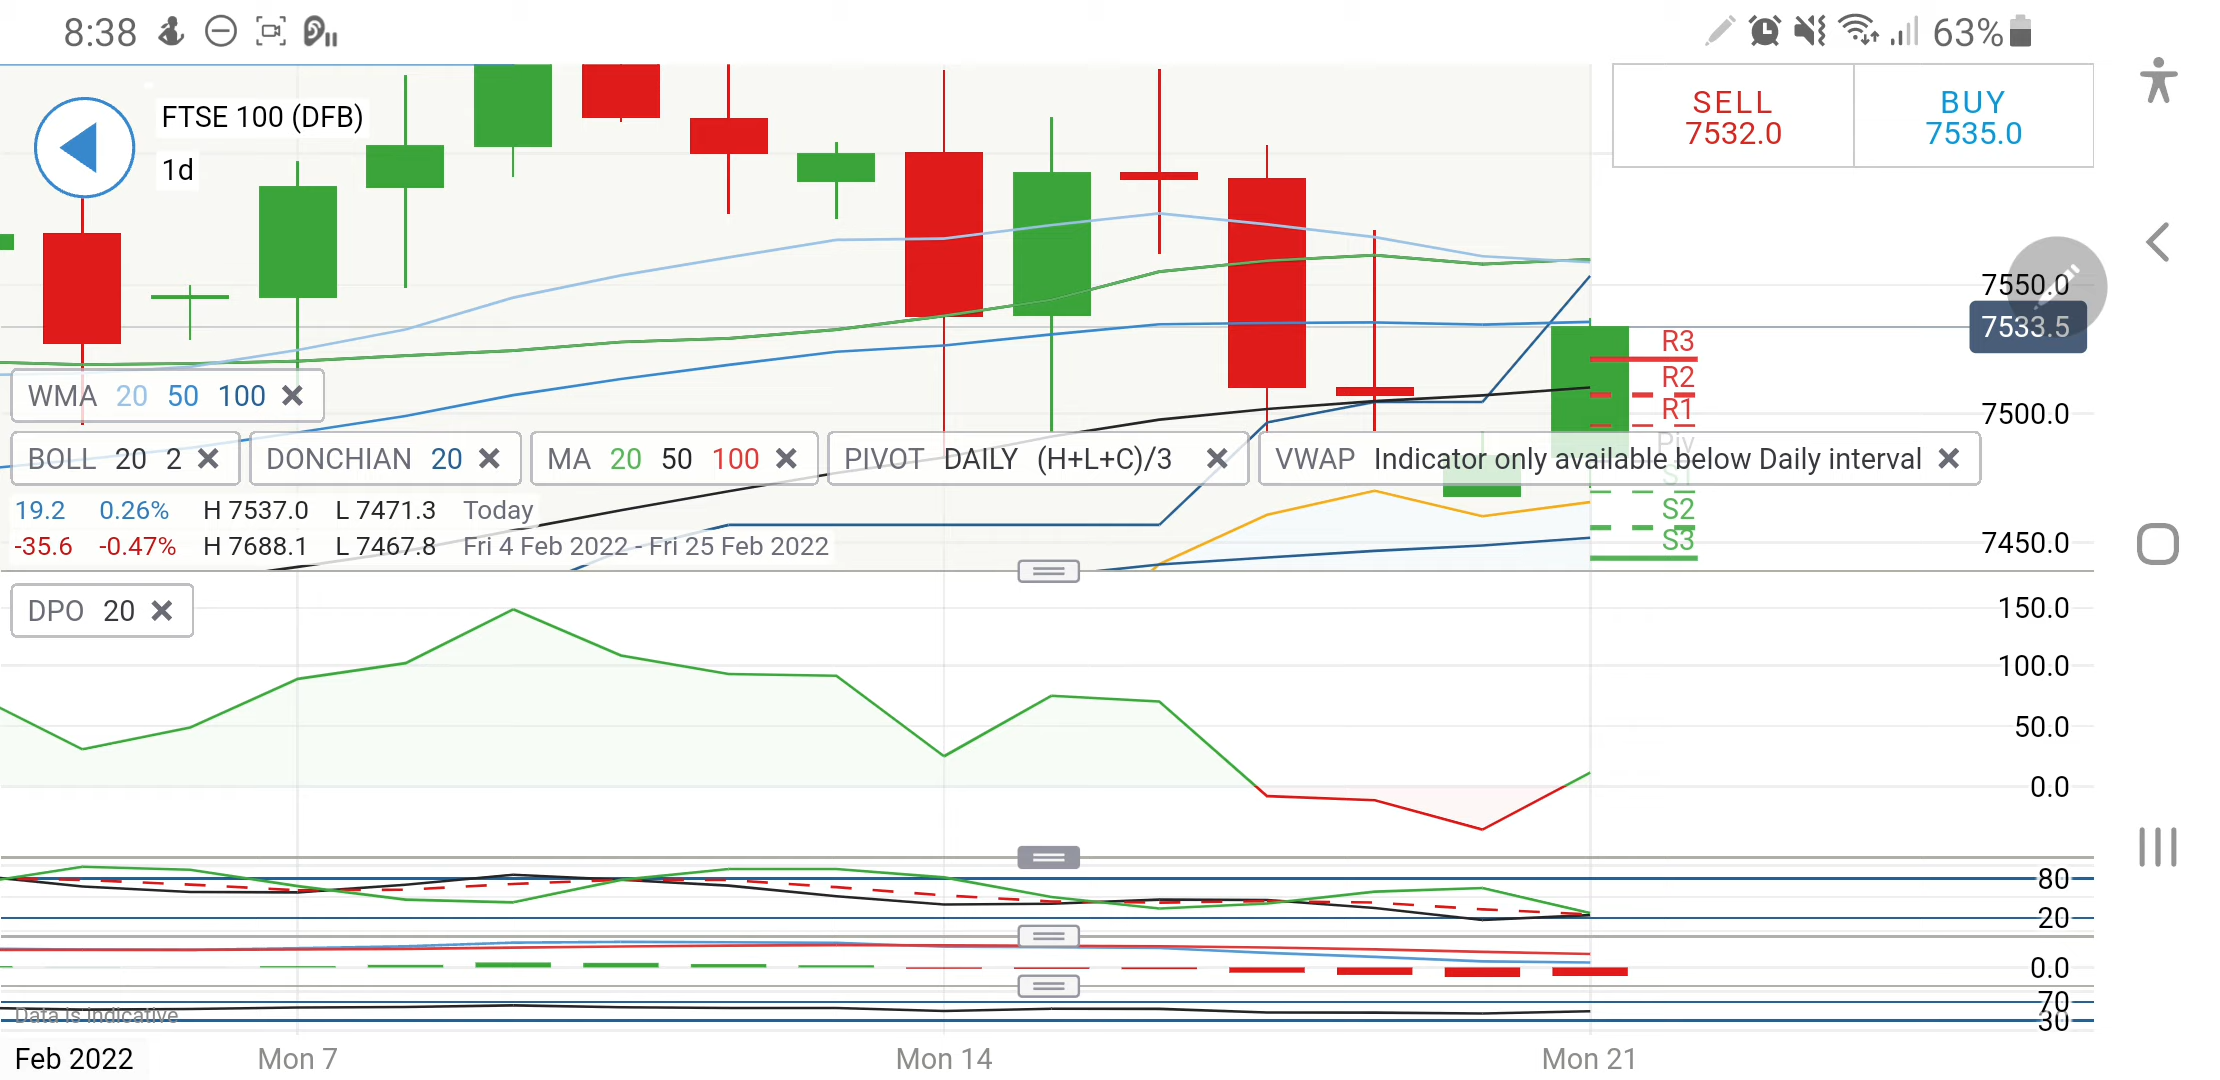 8:38
63%
FTSE 100 (DFB)
1d
SELL
7532.0
BUY
7535.0
7550.0
7533.5
R3
R2
R1
7500.0
Piv
S1
S2
S3
7450.0
WMA 20 50 100
BOLL 20 2
DONCHIAN 20
MA 20 50 100
PIVOT DAILY (H+L+C)/3
VWAP Indicator only available below Daily interval
19.2 0.26% H 7537.0 L 7471.3 Today
-35.6 -0.47% H 7688.1 L 7467.8 Fri 4 Feb 2022 - Fri 25 Feb 2022
DPO 20
150.0
100.0
50.0
0.0
80
20
0.0
70
30
Data is indicative
Feb 2022
Mon 7
Mon 14
Mon 21